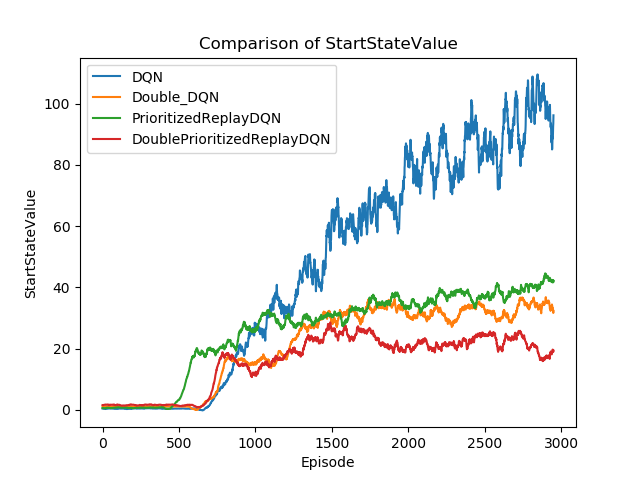 Comparison of StartStateValue
DQN
Double_DQN
PrioritizedReplayDQN
DoublePrioritizedReplayDQN
StartStateValue
100
80
60
40
20
0
0 500 1000 1500 2000 2500 3000
Episode